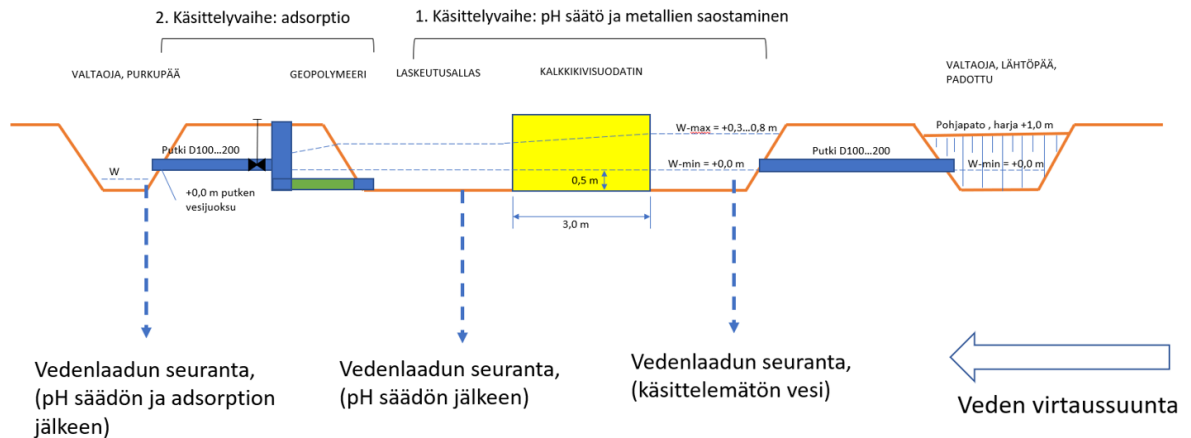 2. Käsittelyvaihe: adsorptio
1. Käsittelyvaihe: pH säätö ja metallien saostaminen
VALTAOJA, PURKUPÄÄ
GEOPOLYMEERI
LASKEUTUSALLAS
KALKKIKIVISUODATIN
VALTAOJA, LÄHTÖPÄÄ,
PADOTTU
W-max = +0,3...0,8 m
Pohjapato , harja +1,0 m
Putki D100...200
Putki D100...200
W-min = +0,0 m
W-min = +0,0 m
W
0,5 m
+0,0 m putken
vesijuoksu
3,0 m
Vedenlaadun seuranta,
(pH säädön ja adsorption
jälkeen)
Vedenlaadun seuranta,
(pH säädön jälkeen)
Vedenlaadun seuranta,
(käsittelemätön vesi)
Veden virtaussuunta